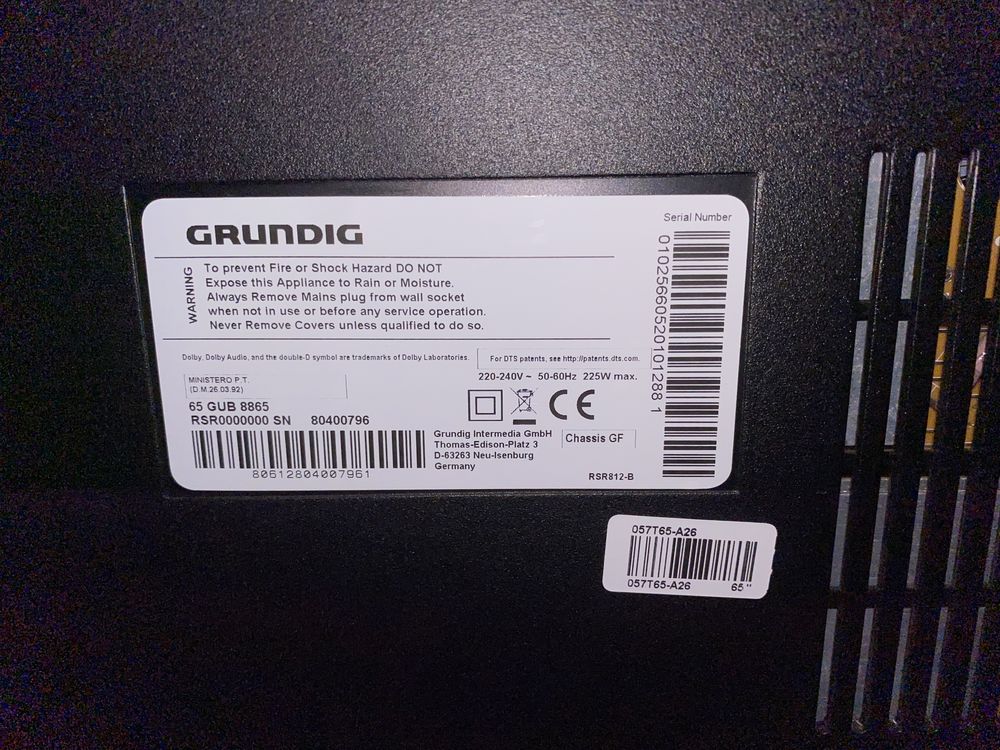 GRUNDIG
WARNING
To prevent Fire or Shock Hazard DO NOT
Expose this Appliance to Rain or Moisture.
Always Remove Mains plug from wall socket
when not in use or before any service operation.
Never Remove Covers unless qualified to do so.
Dolby, Dolby Audio, and the double-D symbol are trademarks of Dolby Laboratories.
For DTS patents, see http://patents.dts.com.
MINISTERO P.T.
(D.M.26.03.92)
220-240V ~ 50-60Hz 225W max.
65 GUB 8865
RSR0000000 SN 80400796
80612804007961
CE
Grundig Intermedia GmbH
Thomas-Edison-Platz 3
D-63263 Neu-Isenburg
Germany
Chassis GF
RSR812-B
Serial Number
01025660520101288 1
057T65-A26
057T65-A26 65"